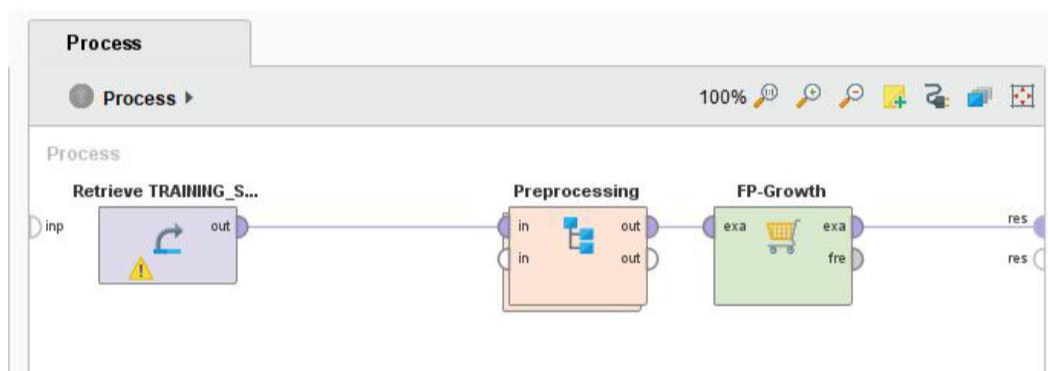 Process
Process
100%
Process
Retrieve TRAINING_S...
Preprocessing
FP-Growth
inp
out
in
out
exa
exa
res
in
out
fre
res